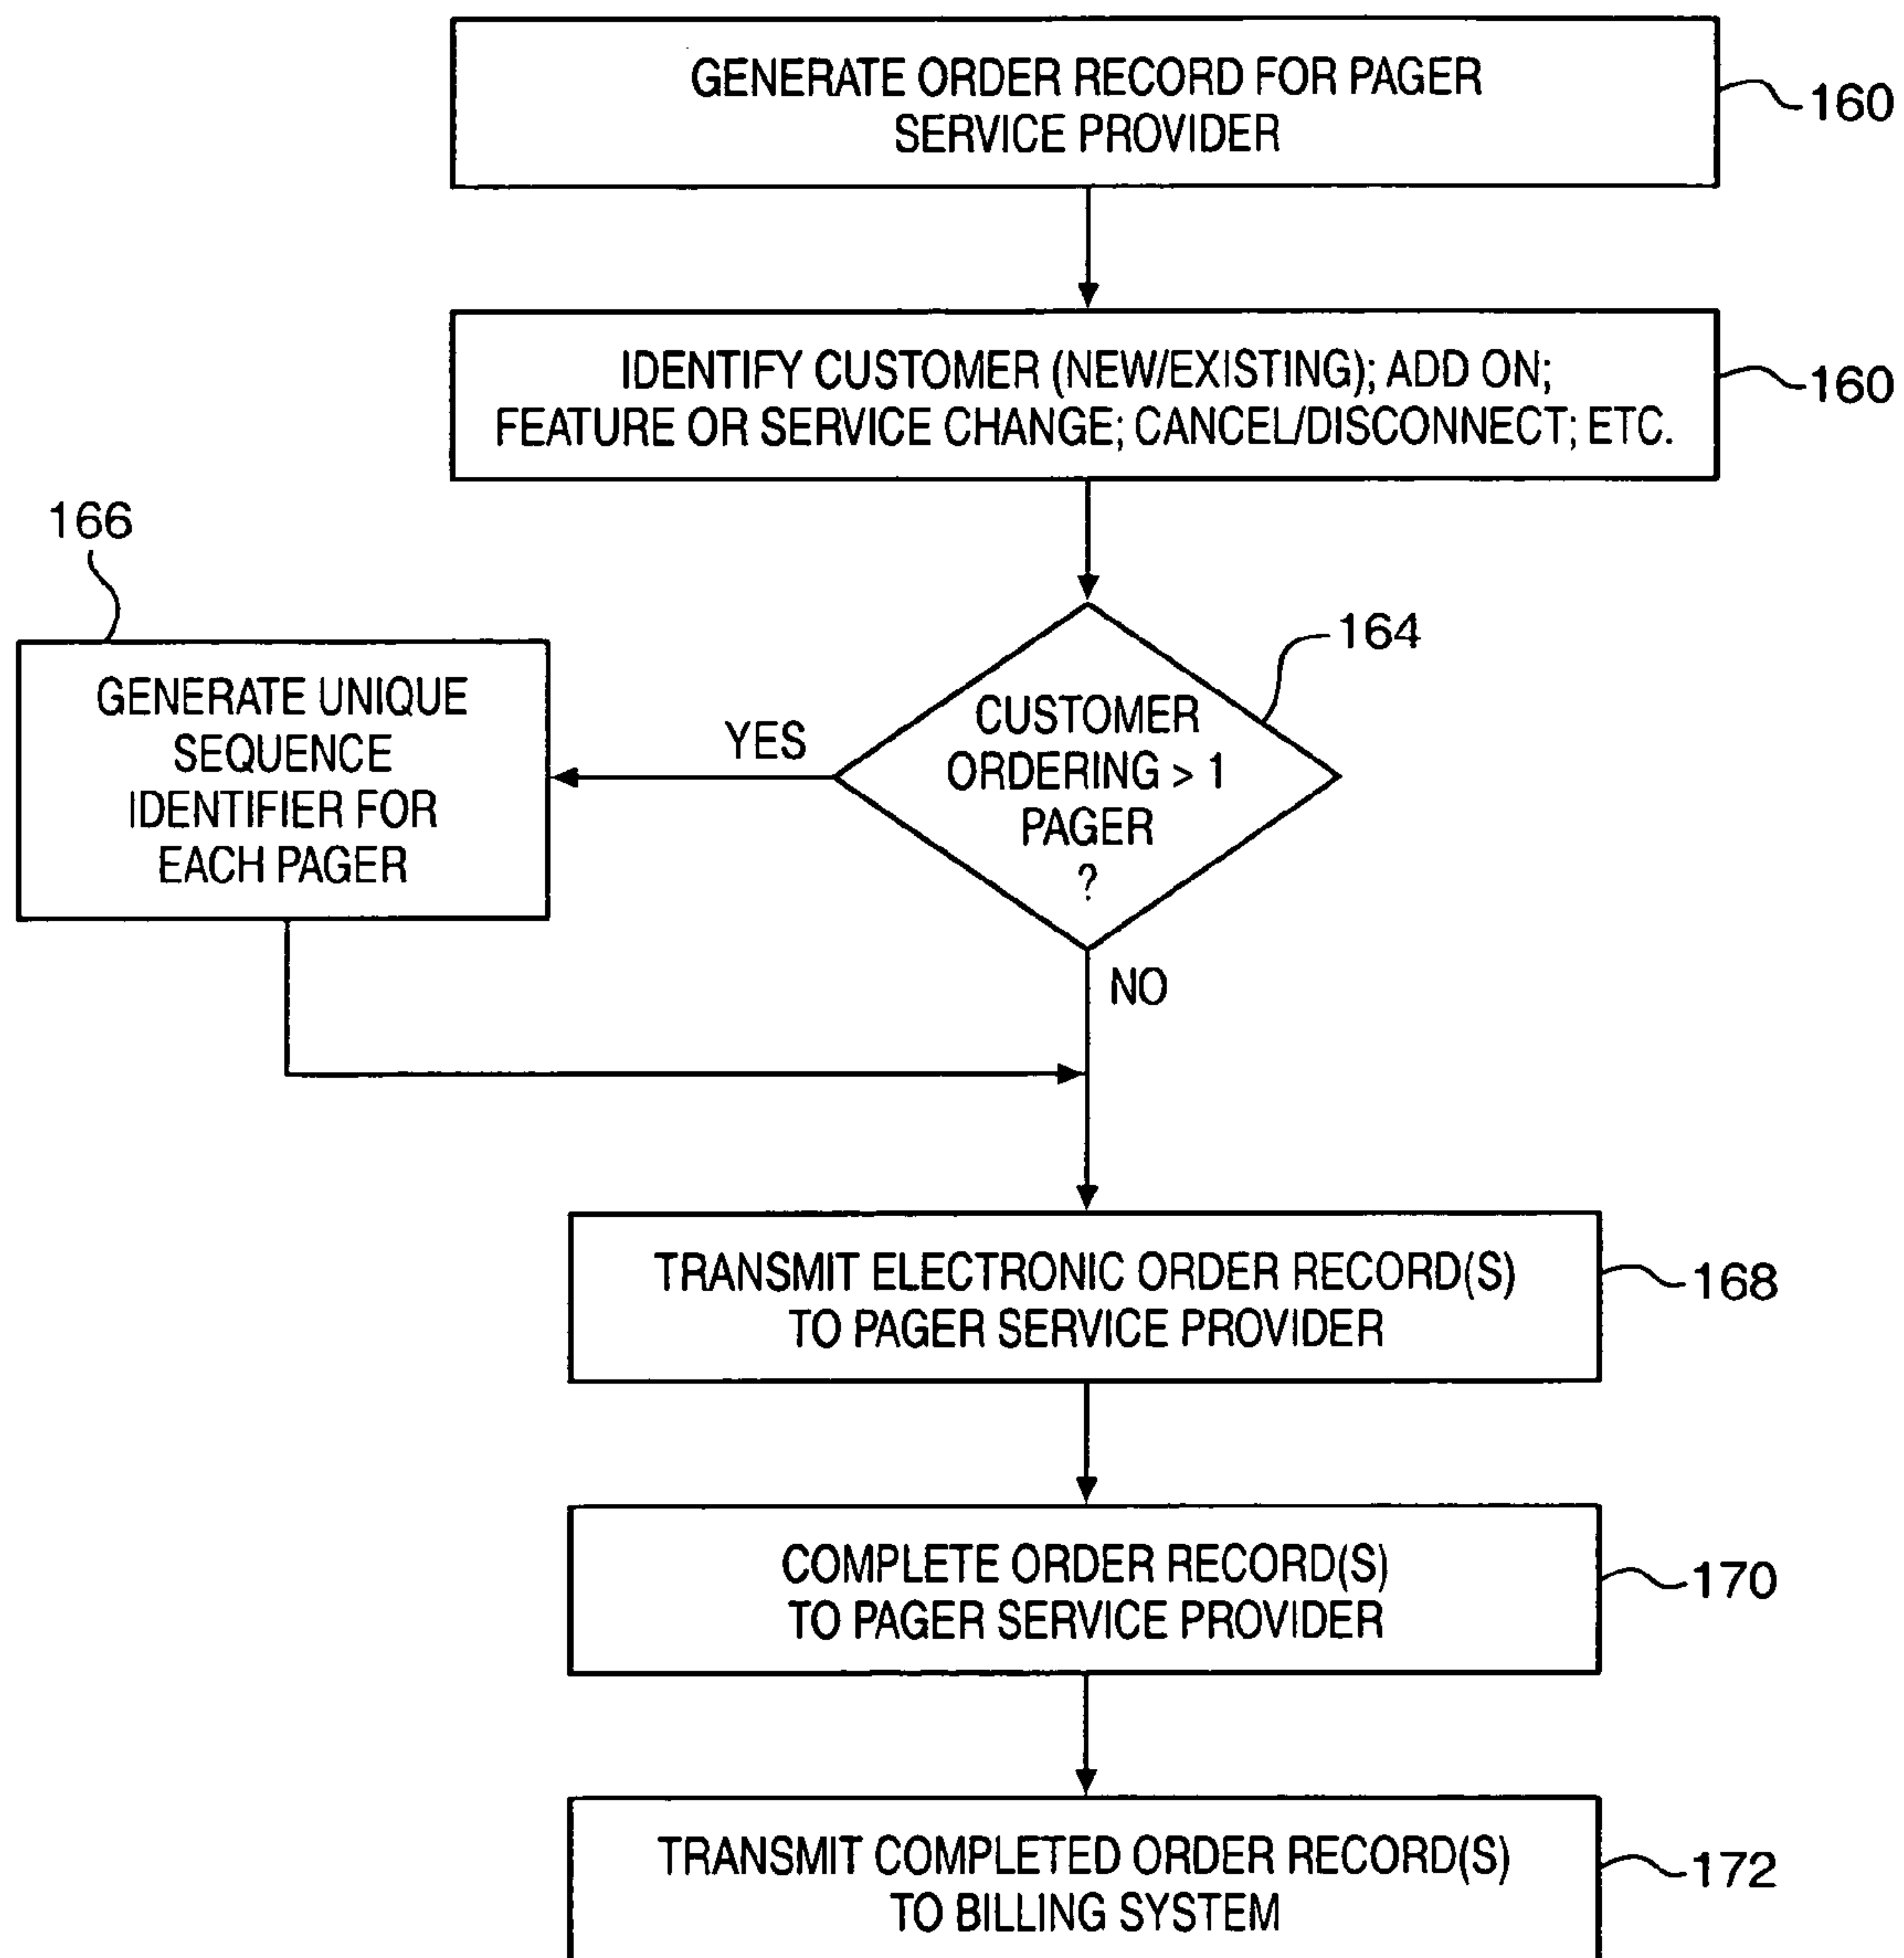 GENERATE ORDER RECORD FOR PAGER
SERVICE PROVIDER
160
IDENTIFY CUSTOMER (NEW/EXISTING); ADD ON;
FEATURE OR SERVICE CHANGE; CANCEL/DISCONNECT; ETC.
160
166
GENERATE UNIQUE
SEQUENCE
IDENTIFIER FOR
EACH PAGER
YES
164
CUSTOMER
ORDERING > 1
PAGER
?
NO
TRANSMIT ELECTRONIC ORDER RECORD(S)
TO PAGER SERVICE PROVIDER
168
COMPLETE ORDER RECORD(S)
TO PAGER SERVICE PROVIDER
170
TRANSMIT COMPLETED ORDER RECORD(S)
TO BILLING SYSTEM
172